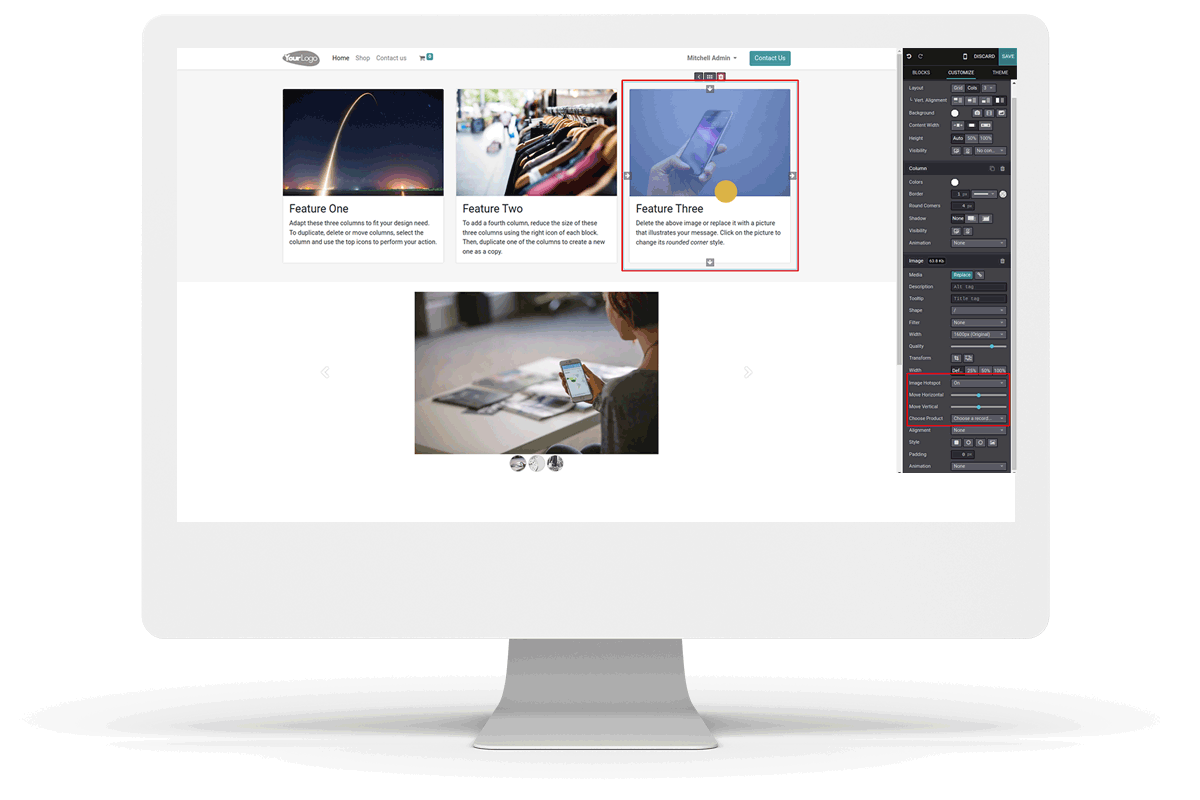 YourLogo
Home Shop Contact us 0
Mitchell Admin
Contact Us
Feature One
Adapt these three columns to fit your design need.
To duplicate, delete or move columns, select the
column and use the top icons to perform your action.
Feature Two
To add a fourth column, reduce the size of these
three columns using the right icon of each block.
Then, duplicate one of the columns to create a new
one as a copy.
Feature Three
Delete the above image or replace it with a picture
that illustrates your message. Click on the picture to
change its rounded corner style.
DISCARD SAVE
BLOCKS CUSTOMIZE THEME
Layout Grid Cols 3
Vert. Alignment
Background
Content Width
Height Auto 50% 100%
Visibility No con...
Column
Colors
Border 1 px
Round Corners 4 px
Shadow None
Visibility
Animation None
Image 63.8 Kb
Media Replace
Description Alt tag
Tooltip Title tag
Shape /
Filter None
Width 1600px (Original)
Quality
Transform
Width Def... 25% 50% 100%
Image Hotspot On
Move Horizontal
Move Vertical
Choose Product Choose a record...
Alignment None
Style
Padding 0 px
Animation None